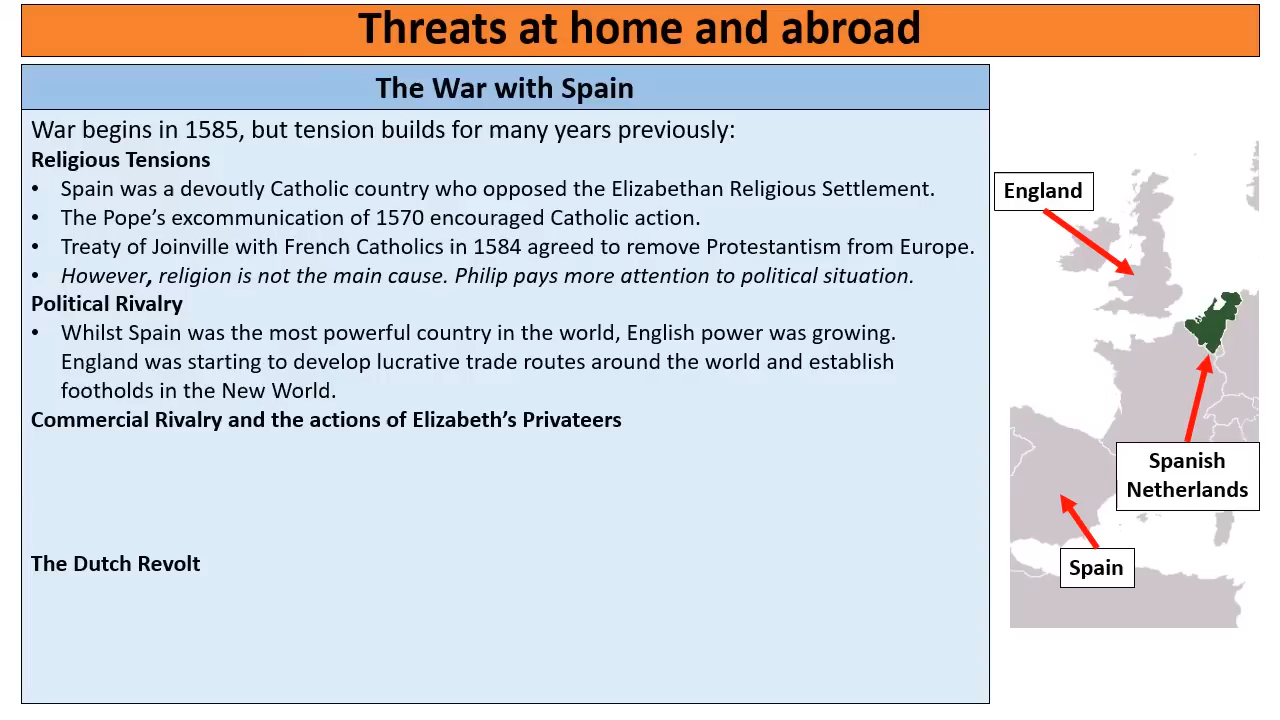 Threats at home and abroad
The War with Spain
War begins in 1585, but tension builds for many years previously:
Religious Tensions
• Spain was a devoutly Catholic country who opposed the Elizabethan Religious Settlement.
• The Pope's excommunication of 1570 encouraged Catholic action.
• Treaty of Joinville with French Catholics in 1584 agreed to remove Protestantism from Europe.
• However, religion is not the main cause. Philip pays more attention to political situation.
Political Rivalry
• Whilst Spain was the most powerful country in the world, English power was growing.
England was starting to develop lucrative trade routes around the world and establish
footholds in the New World.
Commercial Rivalry and the actions of Elizabeth's Privateers
The Dutch Revolt
England
Spanish
Netherlands
Spain